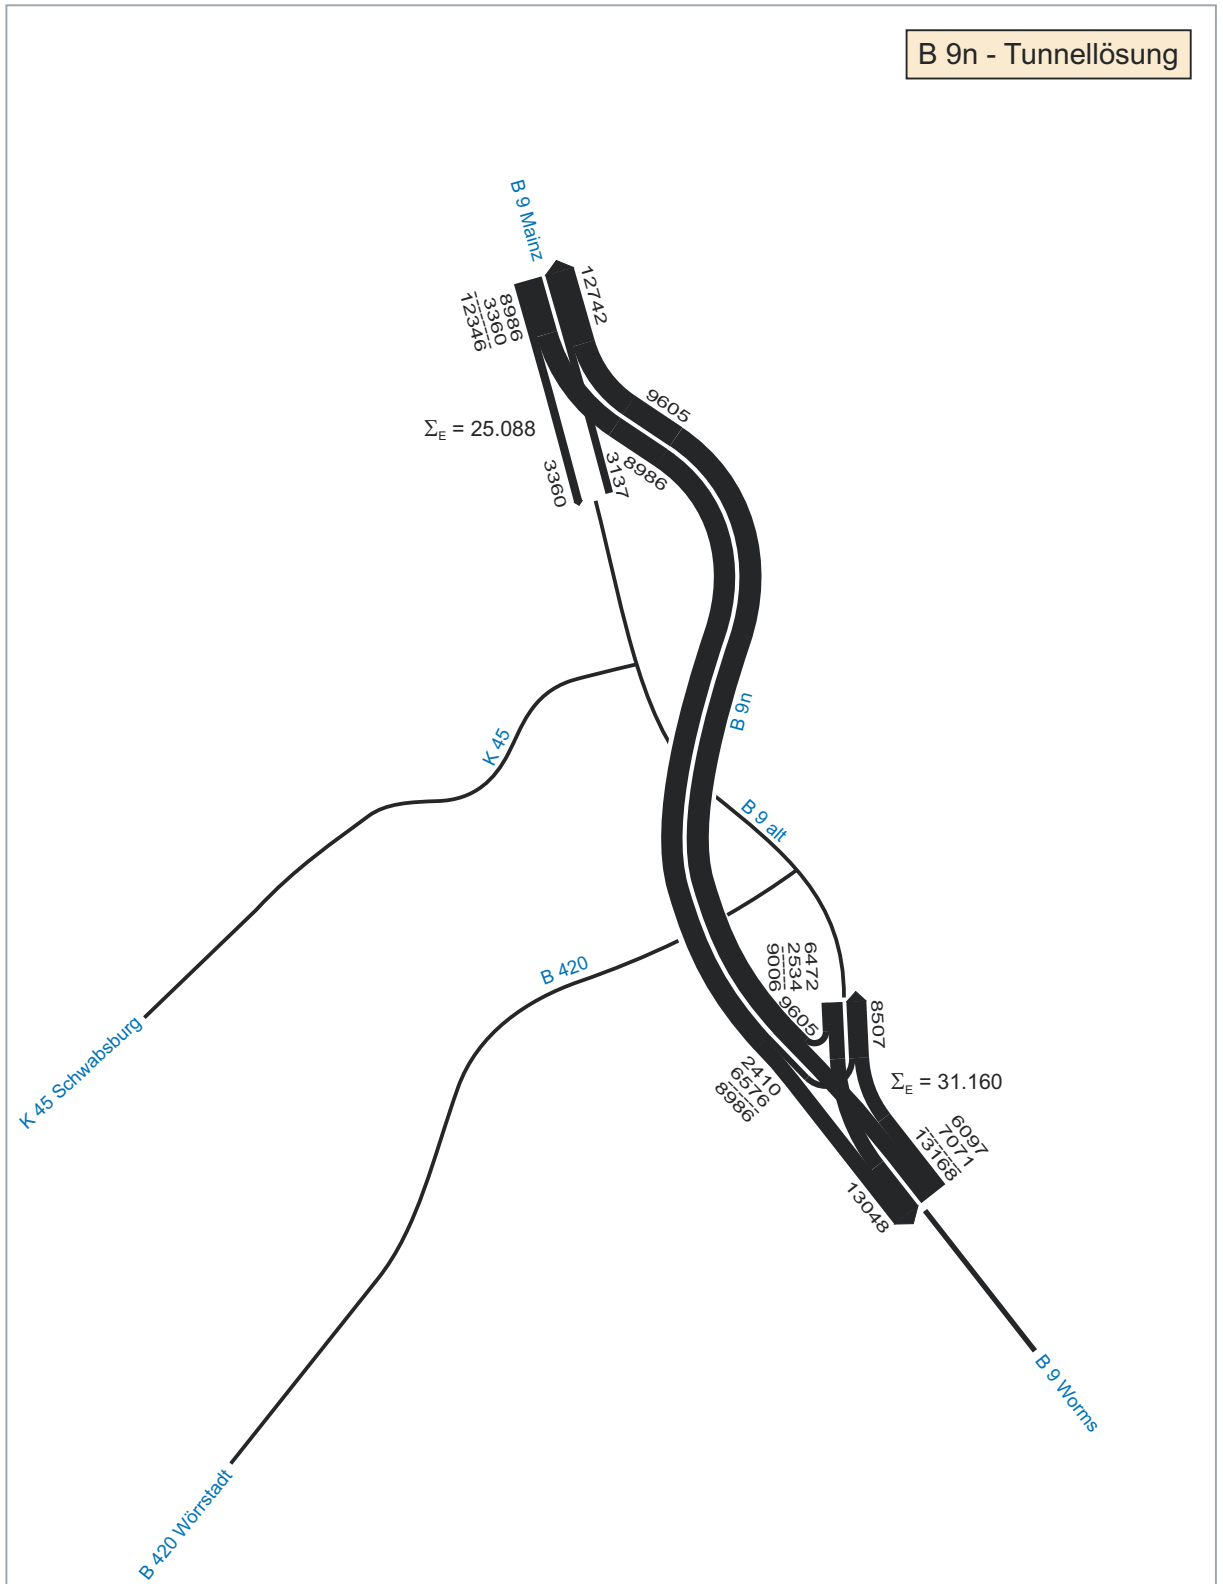 B 9n - Tunnellösung
B 9 Mainz
12742
8986
3360
12346
9605
ΣE = 25.088
8986
3137
3360
B 9n
K 45
B 9 alt
B 420
6472
2534
9006
9605
8507
K 45 Schwabsburg
2410
6576
8986
ΣE = 31.160
6097
7071
13168
13048
B 9 Worms
B 420 Wörrstadt